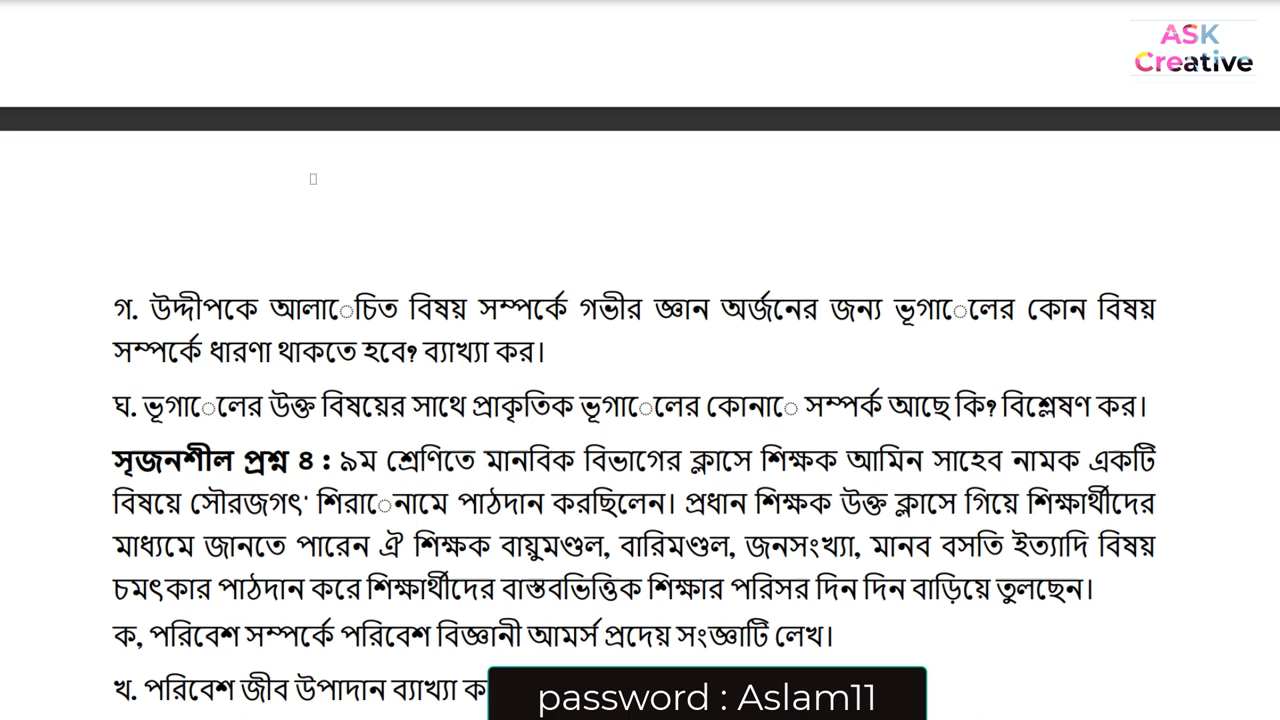 ASK
Creative
গ. উদ্দীপকে আলােচিত বিষয় সম্পর্কে গভীর জ্ঞান অর্জনের জন্য ভূগােলের কোন বিষয়
সম্পর্কে ধারণা থাকতে হবে? ব্যাখ্যা কর।
ঘ. ভূগােলের উক্ত বিষয়ের সাথে প্রাকৃতিক ভূগােলের কোনাে সম্পর্ক আছে কি? বিশ্লেষণ কর।
সৃজনশীল প্রশ্ন ৪ : ৯ম শ্রেণিতে মানবিক বিভাগের ক্লাসে শিক্ষক আমিন সাহেব নামক একটি
বিষয়ে সৌরজগৎ' শিরােনামে পাঠদান করছিলেন। প্রধান শিক্ষক উক্ত ক্লাসে গিয়ে শিক্ষার্থীদের
মাধ্যমে জানতে পারেন ঐ শিক্ষক বায়ুমণ্ডল, বারিমণ্ডল, জনসংখ্যা, মানব বসতি ইত্যাদি বিষয়
চমৎকার পাঠদান করে শিক্ষার্থীদের বাস্তবভিত্তিক শিক্ষার পরিসর দিন দিন বাড়িয়ে তুলছেন।
ক, পরিবেশ সম্পর্কে পরিবেশ বিজ্ঞানী আমর্স প্রদেয় সংজ্ঞাটি লেখ।
খ. পরিবেশ জীব উপাদান ব্যাখ্যা ক
password : Aslam11